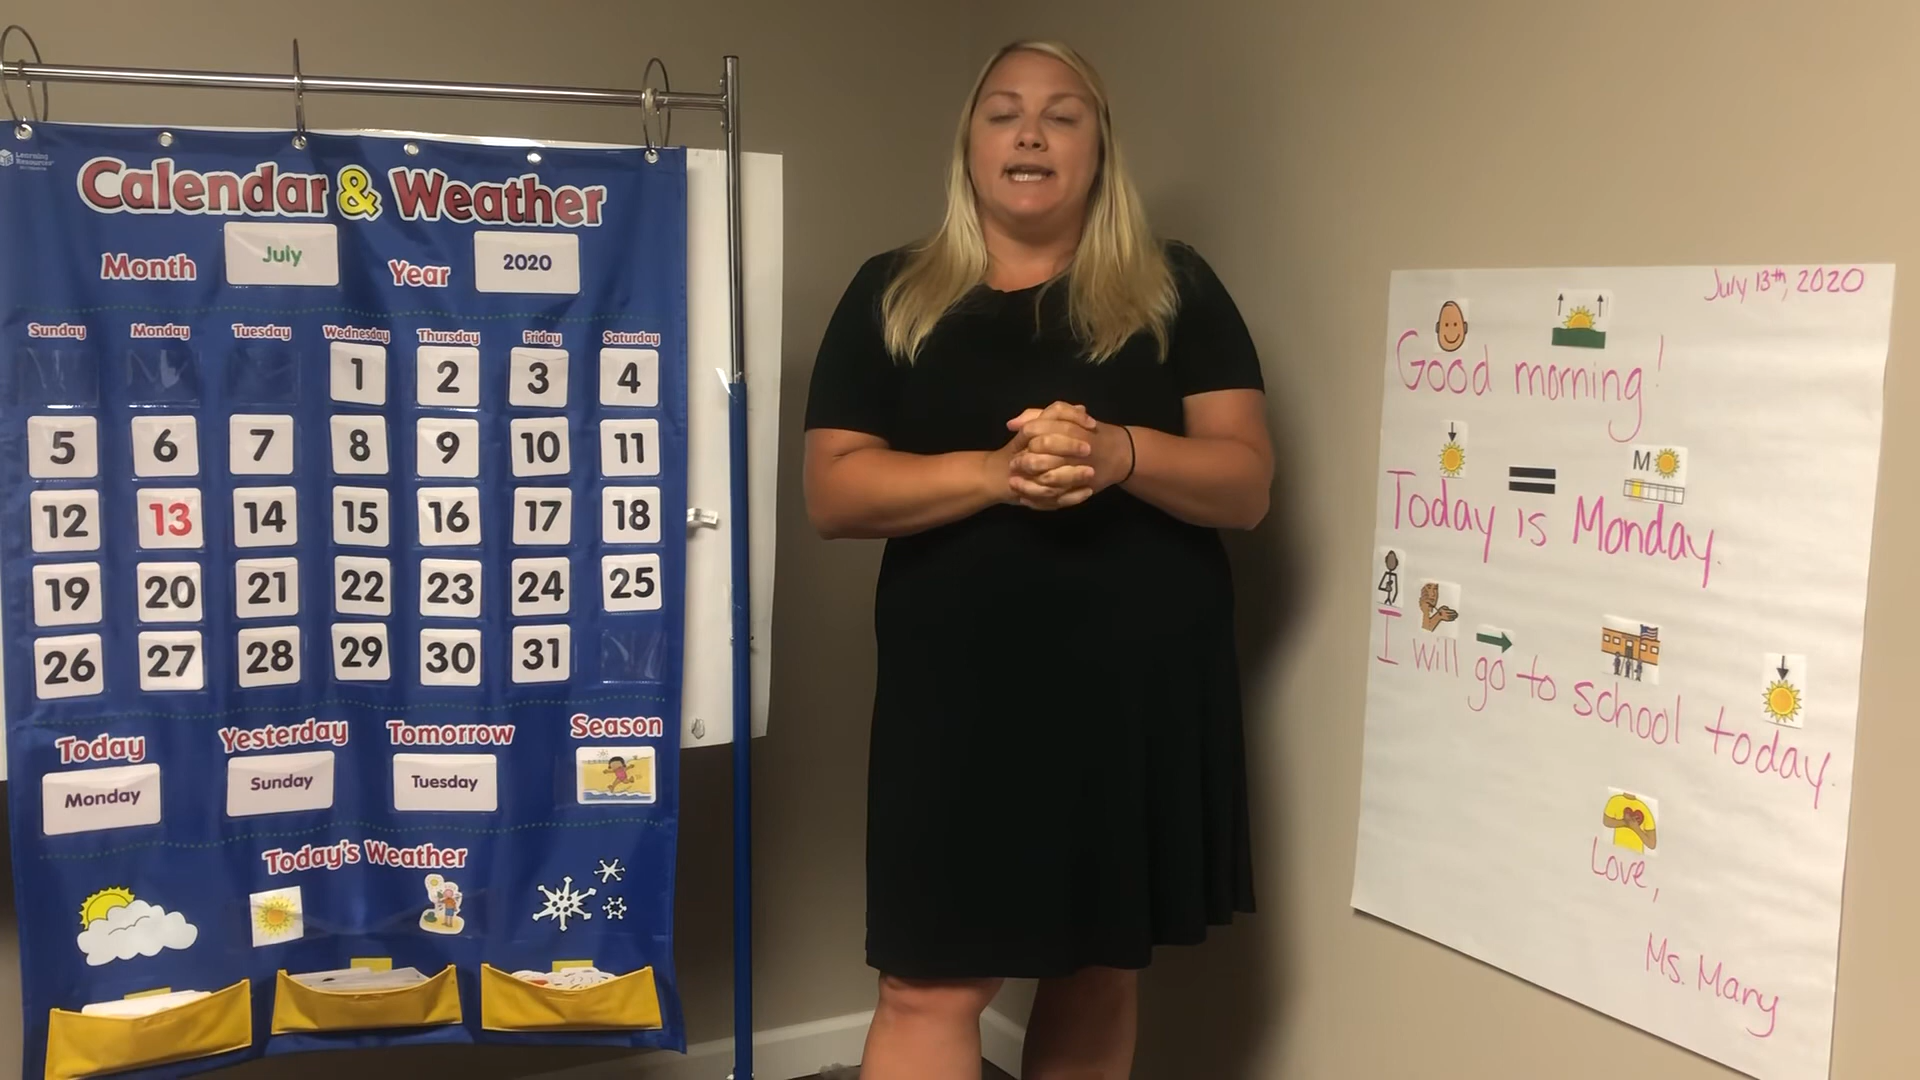 Learning Resources
Calendar & Weather
Month July Year 2020
Sunday Monday Tuesday Wednesday Thursday Friday Saturday
1 2 3 4
5 6 7 8 9 10 11
12 13 14 15 16 17 18
19 20 21 22 23 24 25
26 27 28 29 30 31
Today Yesterday Tomorrow Season
Monday Sunday Tuesday
Today's Weather
July 13th, 2020
Good morning!
M
Today is Monday.
I will go to school today.
Love,
Ms. Mary